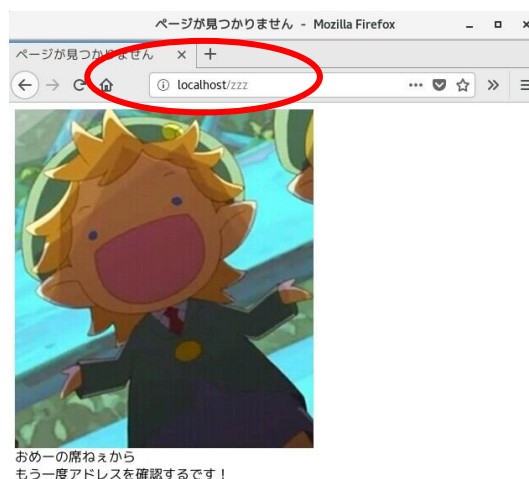 ページが見つかりません - Mozilla Firefox
ページが見つかりません
localhost/zzz
おめーの席ねぇから
もう一度アドレスを確認するです！